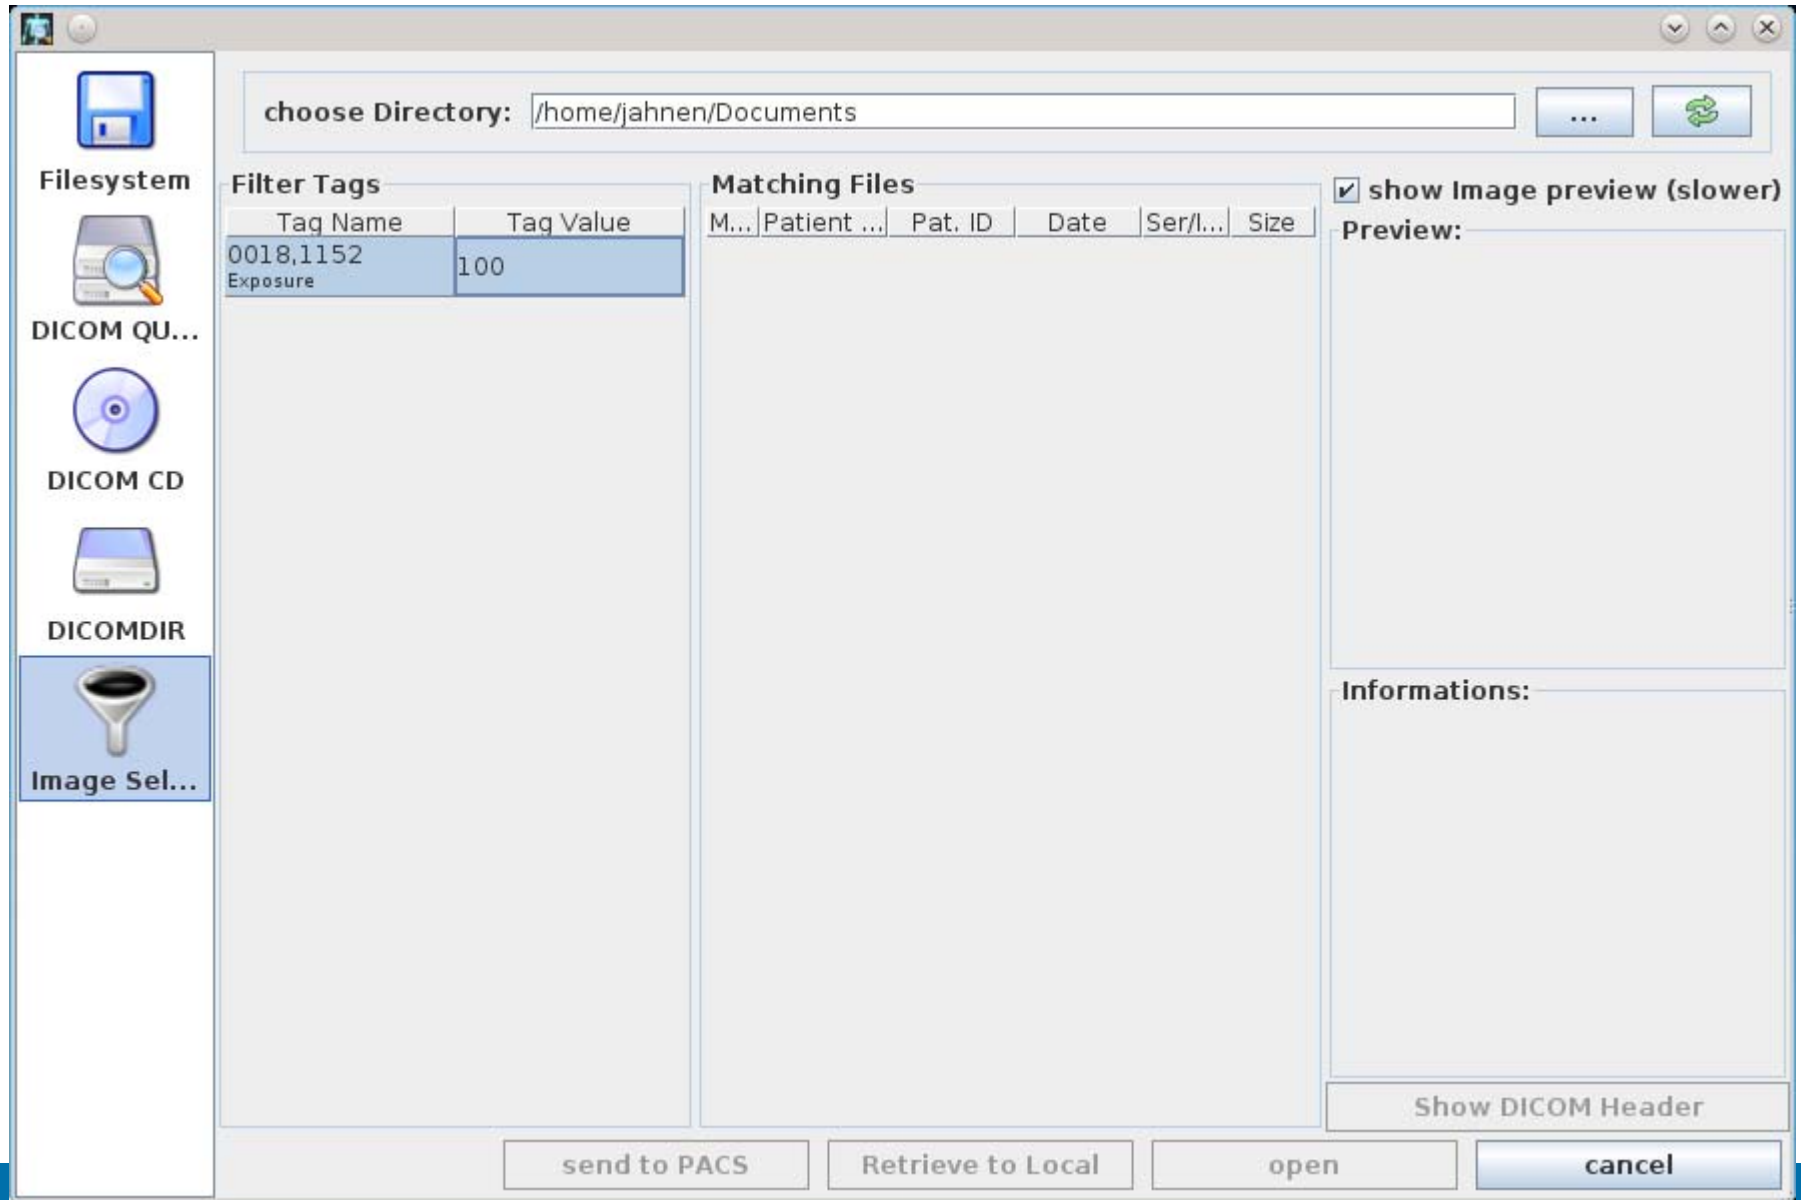 choose Directory: /home/jahnen/Documents ...
Filesystem
DICOM QU...
DICOM CD
DICOMDIR
Image Sel...
Filter Tags
Tag Name Tag Value
0018,1152 100
Exposure
Matching Files
M... Patient ... Pat. ID Date Ser/I... Size
show Image preview (slower)
Preview:
Informations:
Show DICOM Header
send to PACS Retrieve to Local open cancel